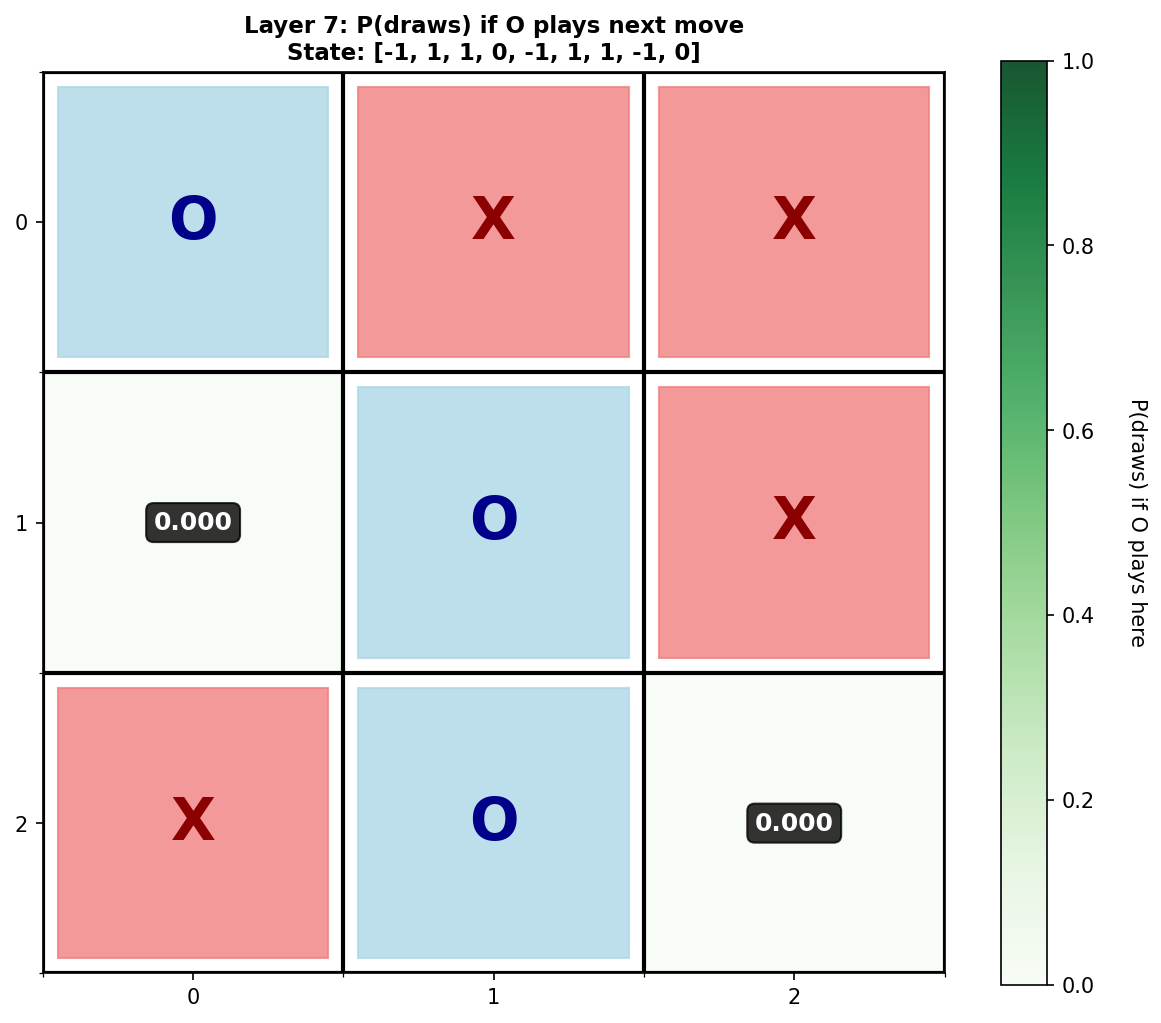 Layer 7: P(draws) if O plays next move
State: [-1, 1, 1, 0, -1, 1, 1, -1, 0]
0
O
X
X
1
0.000
O
X
2
X
O
0.000
0
1
2
1.0
0.8
0.6
0.4
0.2
0.0
P(draws) if O plays here